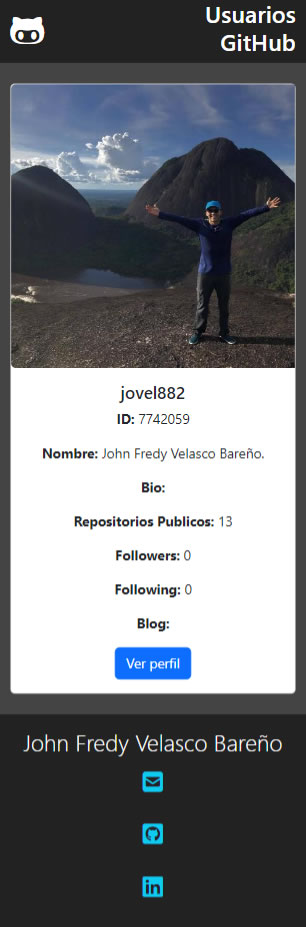 Usuarios
GitHub
jovel882
ID: 7742059
Nombre: John Fredy Velasco Bareño.
Bio:
Repositorios Publicos: 13
Followers: 0
Following: 0
Blog:
Ver perfil
John Fredy Velasco Bareño
in